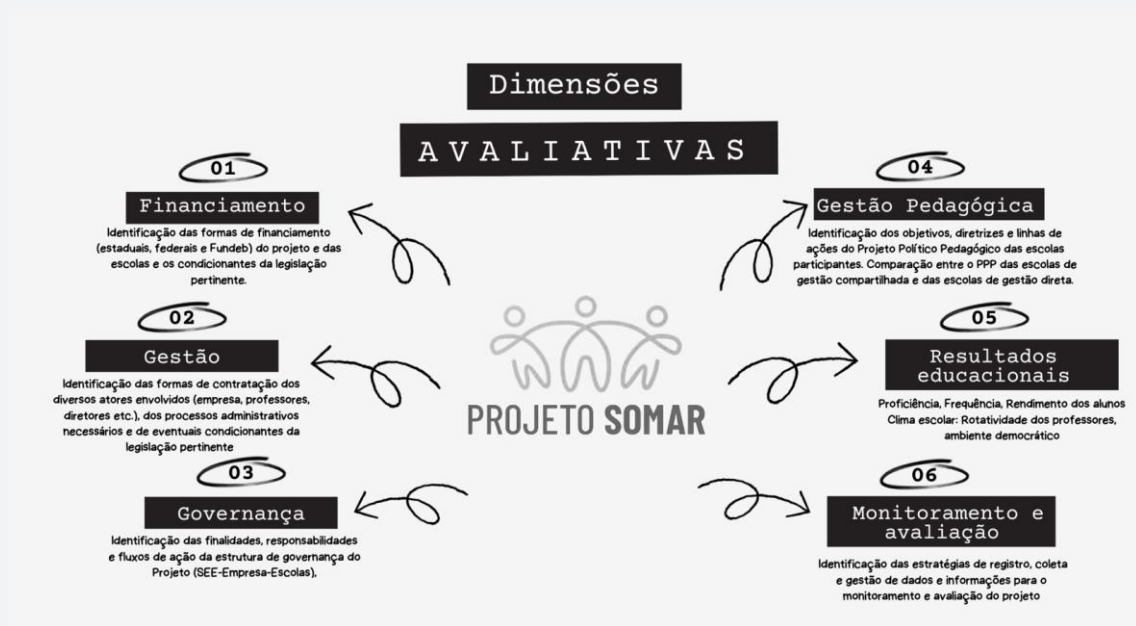 Dimensões
AVALIATIVAS
01
Financiamento
Identificação das formas de financiamento
(estaduais, federais e Fundeb) do projeto e das
escolas e os condicionantes da legislação
pertinente.
02
Gestão
Identificação das formas de contratação dos
diversos atores envolvidos (empresa, professores,
diretores etc.), dos processos administrativos
necessários e de eventuais condicionantes da
legislação pertinente
03
Governança
Identificação das finalidades, responsabilidades
e fluxos de ação da estrutura de governança do
Projeto (SEE-Empresa-Escolas),
PROJETO SOMAR
04
Gestão Pedagógica
Identificação dos objetivos, diretrizes e linhas de
ações do Projeto Político Pedagógico das escolas
participantes. Comparação entre o PPP das escolas de
gestão compartilhada e das escolas de gestão direta.
05
Resultados
educacionais
Proficiência, Frequência, Rendimento dos alunos
Clima escolar: Rotatividade dos professores,
ambiente democrático
06
Monitoramento e
avaliação
Identificação das estratégias de registro, coleta
e gestão de dados e informações para o
monitoramento e avaliação do projeto